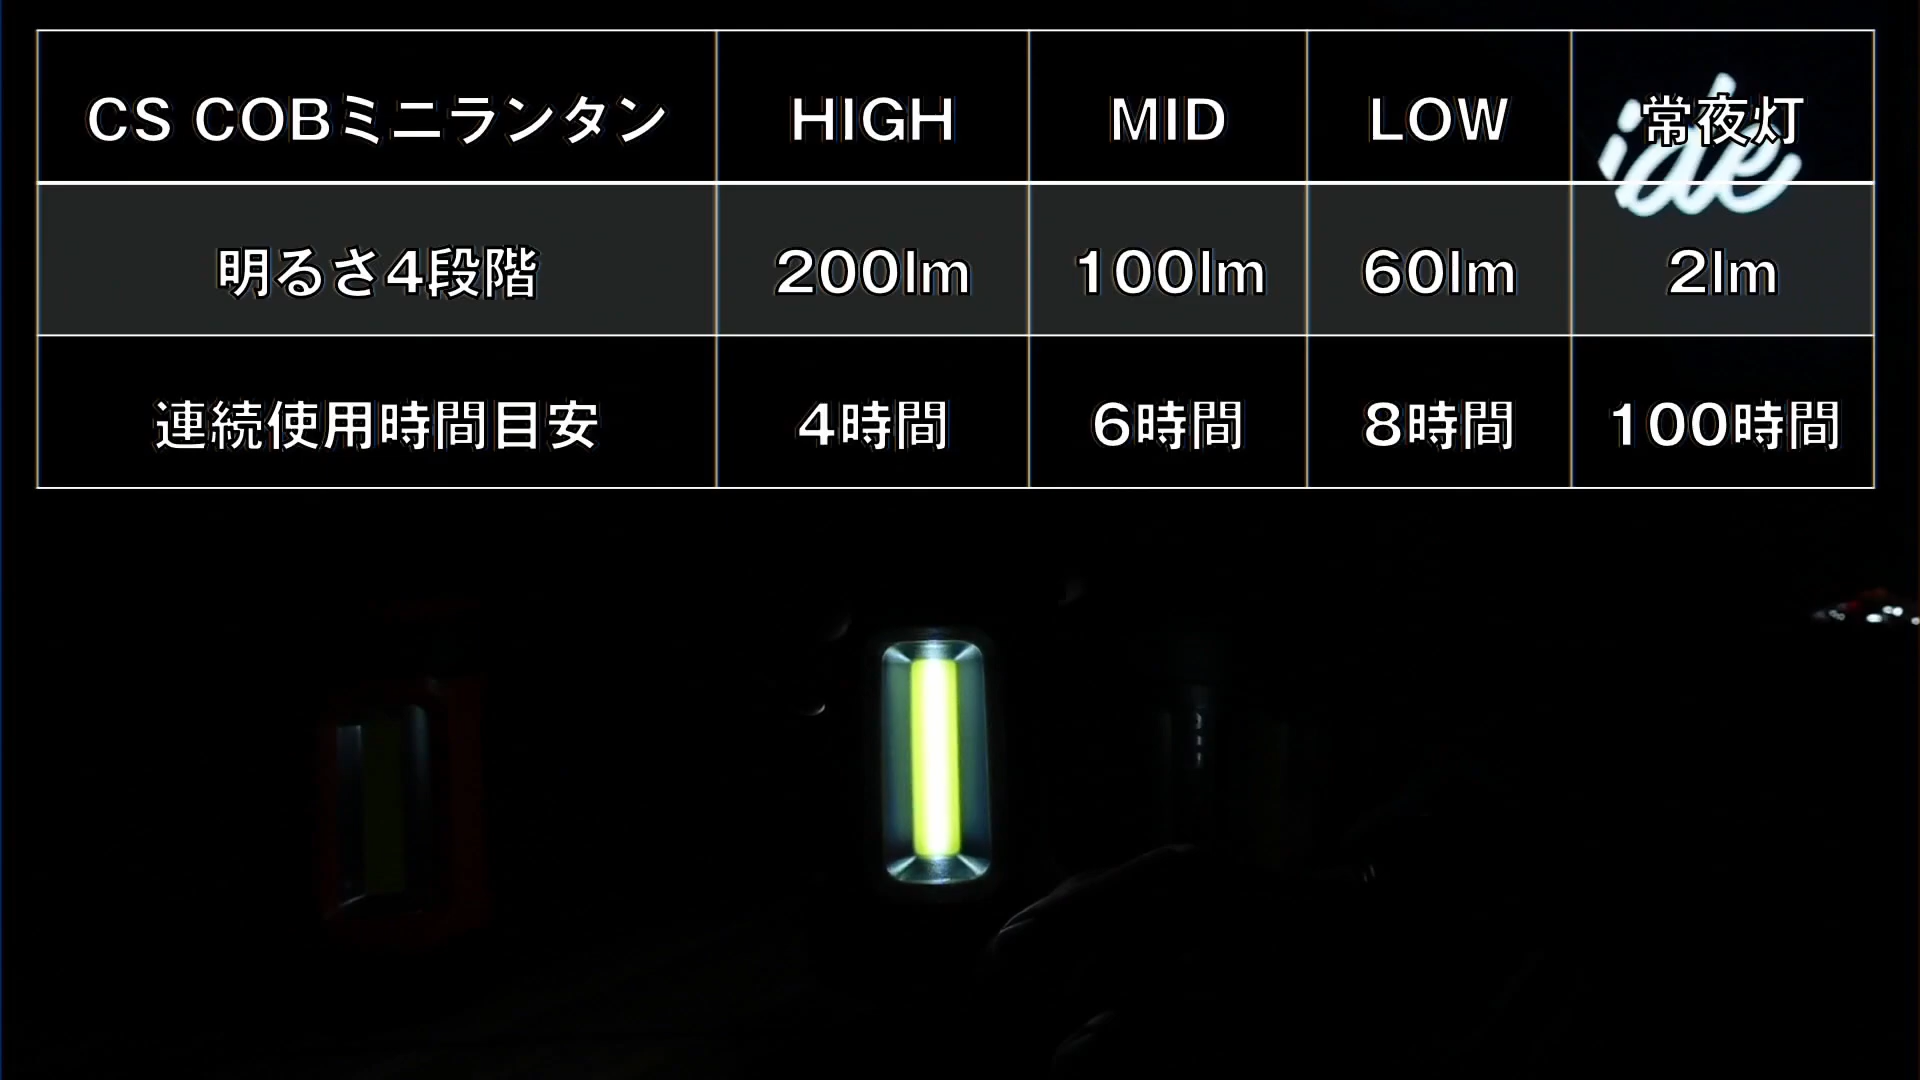 CS COBミニランタン HIGH MID LOW 常夜灯
明るさ4段階 200lm 100lm 60lm 2lm
連続使用時間目安 4時間 6時間 8時間 100時間